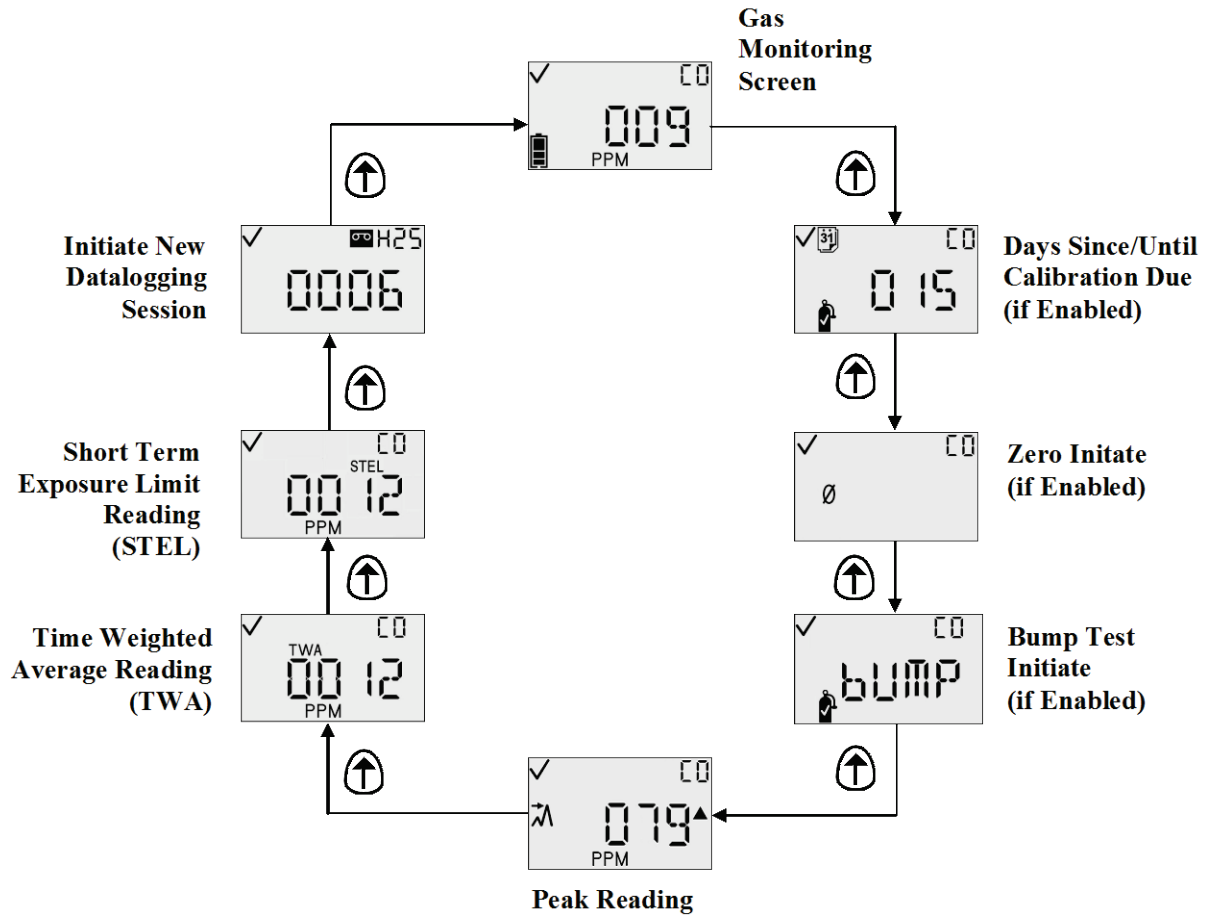 Gas
Monitoring
Screen
CO
009
PPM
Days Since/Until
Calibration Due
(if Enabled)
31
CO
015
Zero Initate
(if Enabled)
CO
Ø
Bump Test
Initiate
(if Enabled)
CO
bUMP
CO
079
PPM
Peak Reading
Time Weighted
Average Reading
(TWA)
CO
TWA
0012
PPM
Short Term
Exposure Limit
Reading
(STEL)
CO
STEL
0012
PPM
Initiate New
Datalogging
Session
H2S
0006